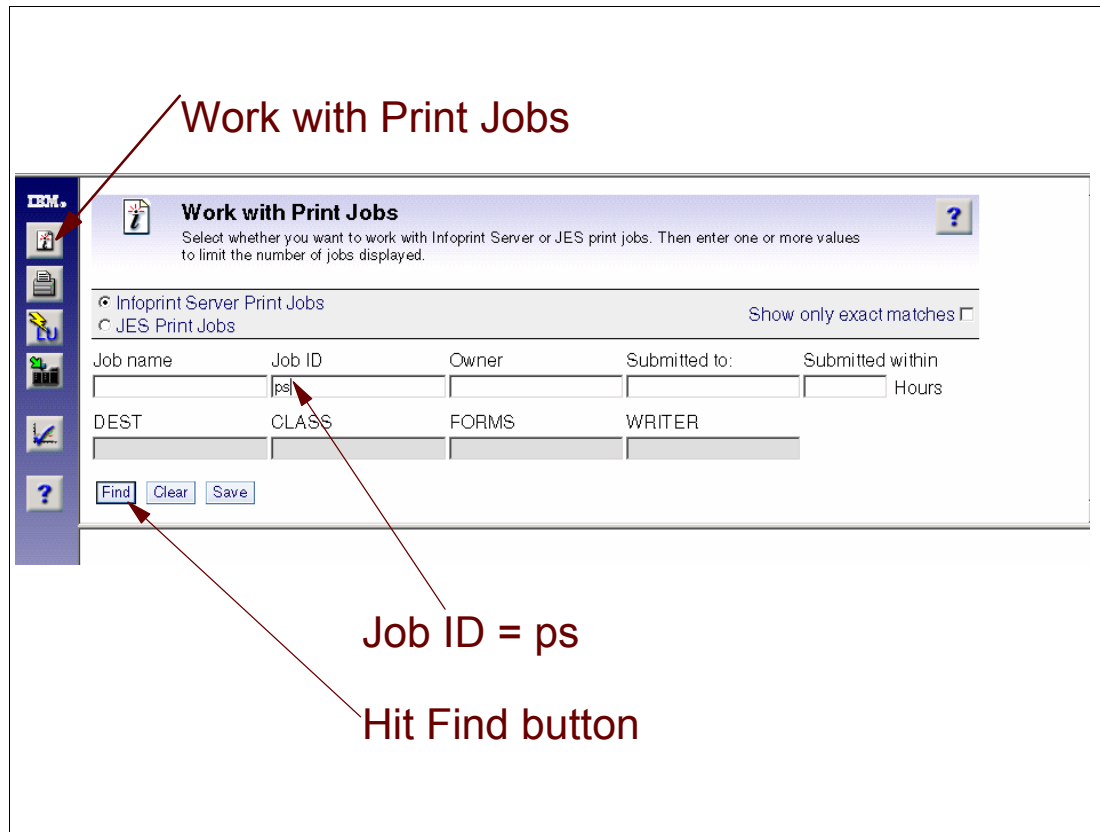 Work with Print Jobs
IBM.
Work with Print Jobs
?
Select whether you want to work with Infoprint Server or JES print jobs. Then enter one or more values
to limit the number of jobs displayed.
Infoprint Server Print Jobs
JES Print Jobs
Show only exact matches
LU
Job name Job ID Owner Submitted to: Submitted within
ps Hours
DEST CLASS FORMS WRITER
?
Find Clear Save
Job ID = ps
Hit Find button